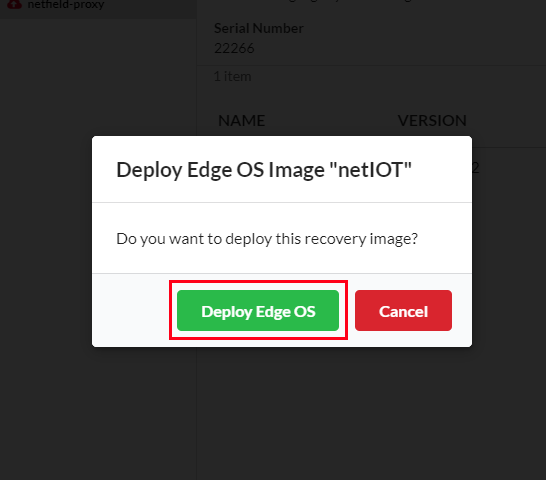 netfield-proxy
Serial Number
22266
1 item
NAME VERSION
2
Deploy Edge OS Image "netIOT"
Do you want to deploy this recovery image?
Deploy Edge OS Cancel